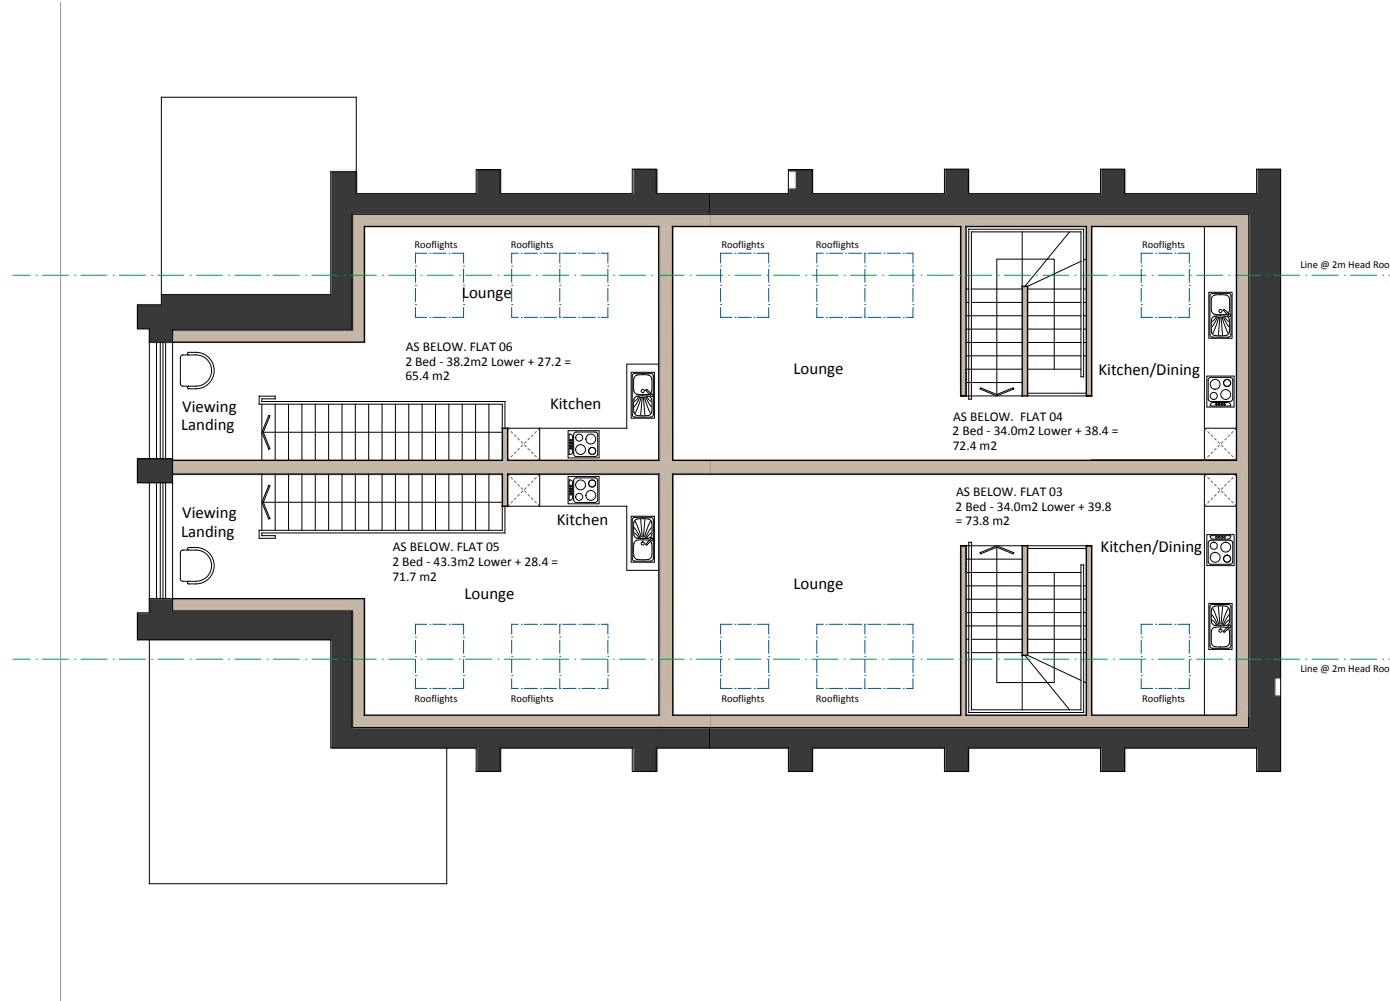 Rooflights
Rooflights
Rooflights
Rooflights
Rooflights
Line @ 2m Head Roo
Lounge
AS BELOW. FLAT 06
2 Bed - 38.2m2 Lower + 27.2 =
65.4 m2
Lounge
Kitchen/Dining
Viewing
Landing
Kitchen
AS BELOW.  FLAT 04
2 Bed - 34.0m2 Lower + 38.4 =
72.4 m2
AS BELOW. FLAT 03
2 Bed - 34.0m2 Lower + 39.8
= 73.8 m2
Viewing
Landing
Kitchen
AS BELOW. FLAT 05
2 Bed - 43.3m2 Lower + 28.4 =
71.7 m2
Kitchen/Dining
Lounge
Lounge
Line @ 2m Head Roo
Rooflights
Rooflights
Rooflights
Rooflights
Rooflights